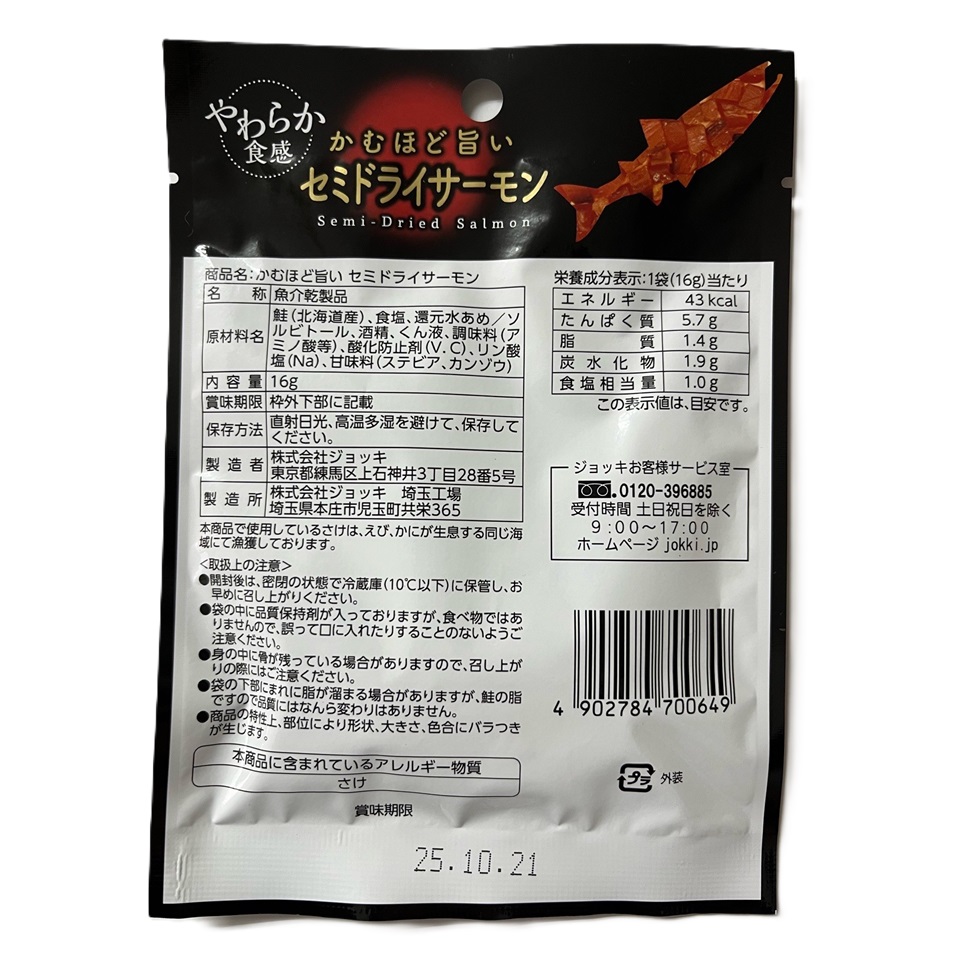 やわらか
食感
かむほど旨い
セミドライサーモン
Semi-Dried Salmon
商品名:かむほど旨い セミドライサーモン
名 称 魚介乾製品
原材料名 鮭(北海道産)、食塩、還元水あめ/ソ
ルビトール、酒精、くん液、調味料(ア
ミノ酸等)、酸化防止剤(V.C)、リン酸
塩(Na)、甘味料(ステビア、カンゾウ)
内容量 16g
賞味期限 枠外下部に記載
保存方法 直射日光、高温多湿を避けて、保存して
ください。
製造者 株式会社ジョッキ
東京都練馬区上石神井3丁目28番5号
製造所 株式会社ジョッキ 埼玉工場
埼玉県本庄市児玉町共栄365
本商品で使用しているさけは、えび、かにが生息する同じ海
域にて漁獲しております。
<取扱上の注意>
●開封後は、密閉の状態で冷蔵庫(10℃以下)に保管し、お
早めに召し上がりください。
●袋の中に品質保持剤が入っておりますが、食べ物ではあ
りませんので、誤って口に入れたりすることのないようご
注意ください。
●身の中に骨が残っている場合がありますので、召し上が
りの際にはご注意ください。
●袋の下部にまれに脂が溜まる場合がありますが、鮭の脂
ですので品質にはなんら変わりはありません。
●商品の特性上、部位により形状、大きさ、色合にバラつき
が生じます。
本商品に含まれているアレルギー物質
さけ
賞味期限
25.10.21
栄養成分表示:1袋(16g)当たり
エネルギー 43kcal
たんぱく質 5.7g
脂質 1.4g
炭水化物 1.9g
食塩相当量 1.0g
この表示値は、目安です。
ジョッキお客様サービス室
0120-396885
受付時間 土日祝日を除く
9:00〜17:00
ホームページ jokki.jp
4 902784 700649
プラ 外装